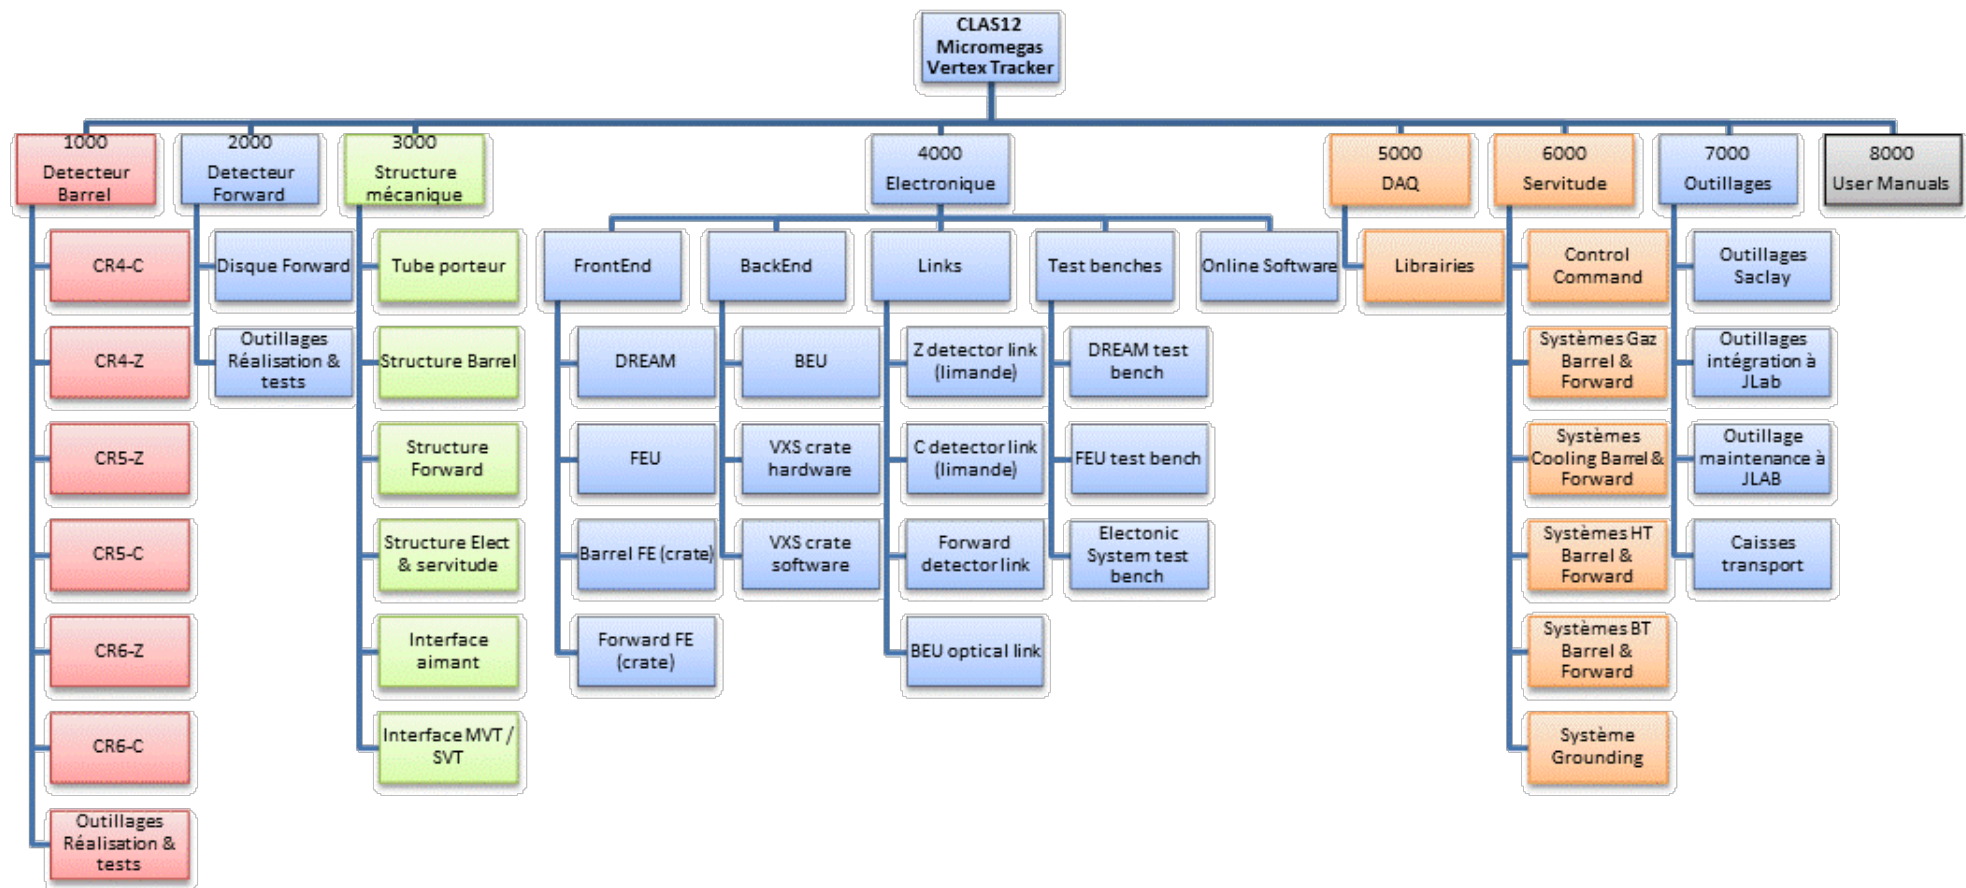 CLAS12
Micromegas
Vertex Tracker
1000
Detecteur
Barrel
2000
Detecteur
Forward
3000
Structure
mécanique
4000
Electronique
5000
DAQ
6000
Servitude
7000
Outillages
8000
User Manuals
CR4-C
CR4-Z
CR5-Z
CR5-C
CR6-Z
CR6-C
Outillages
Réalisation &
tests
Disque Forward
Outillages
Réalisation &
tests
Tube porteur
Structure Barrel
Structure
Forward
Structure Elect
& servitude
Interface
aimant
Interface MVT /
SVT
FrontEnd
DREAM
FEU
Barrel FE (crate)
Forward FE
(crate)
BackEnd
BEU
VXS crate
hardware
VXS crate
software
Links
Z detector link
(limande)
C detector link
(limande)
Forward
detector link
BEU optical link
Test benches
DREAM test
bench
FEU test bench
Electonic
System test
bench
Online Software
Librairies
Control
Command
Systèmes Gaz
Barrel &
Forward
Systèmes
Cooling Barrel &
Forward
Systèmes HT
Barrel &
Forward
Systèmes BT
Barrel &
Forward
Système
Grounding
Outillages
Saclay
Outillages
intégration à
JLab
Outillage
maintenance à
JLAB
Caisses
transport